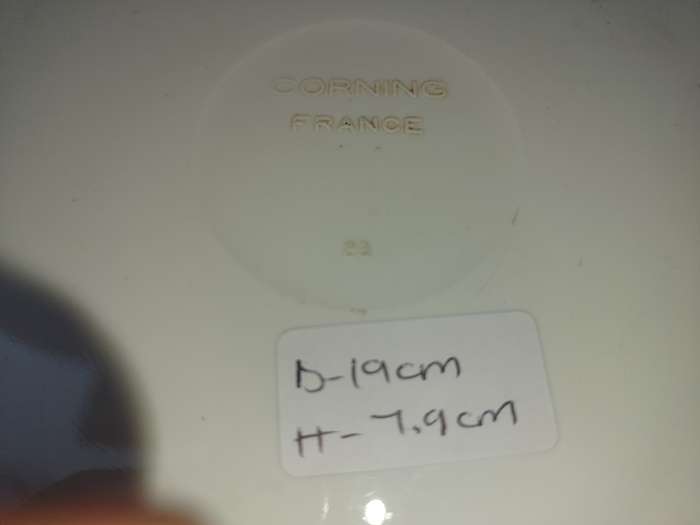 CORNING
FRANCE
D-19cm
H-7.9cm